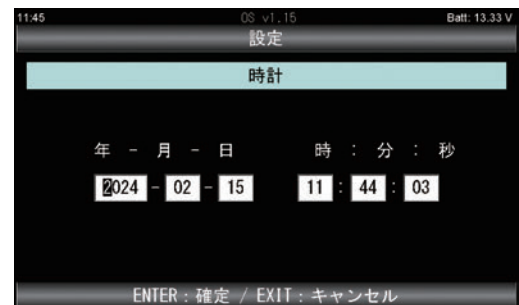 11:45 OS v1.15 Batt: 13.33 V
設定
時計
年 - 月 - 日 時 : 分 : 秒
2024 - 02 - 15 11 : 44 : 03
ENTER : 確定 / EXIT : キャンセル